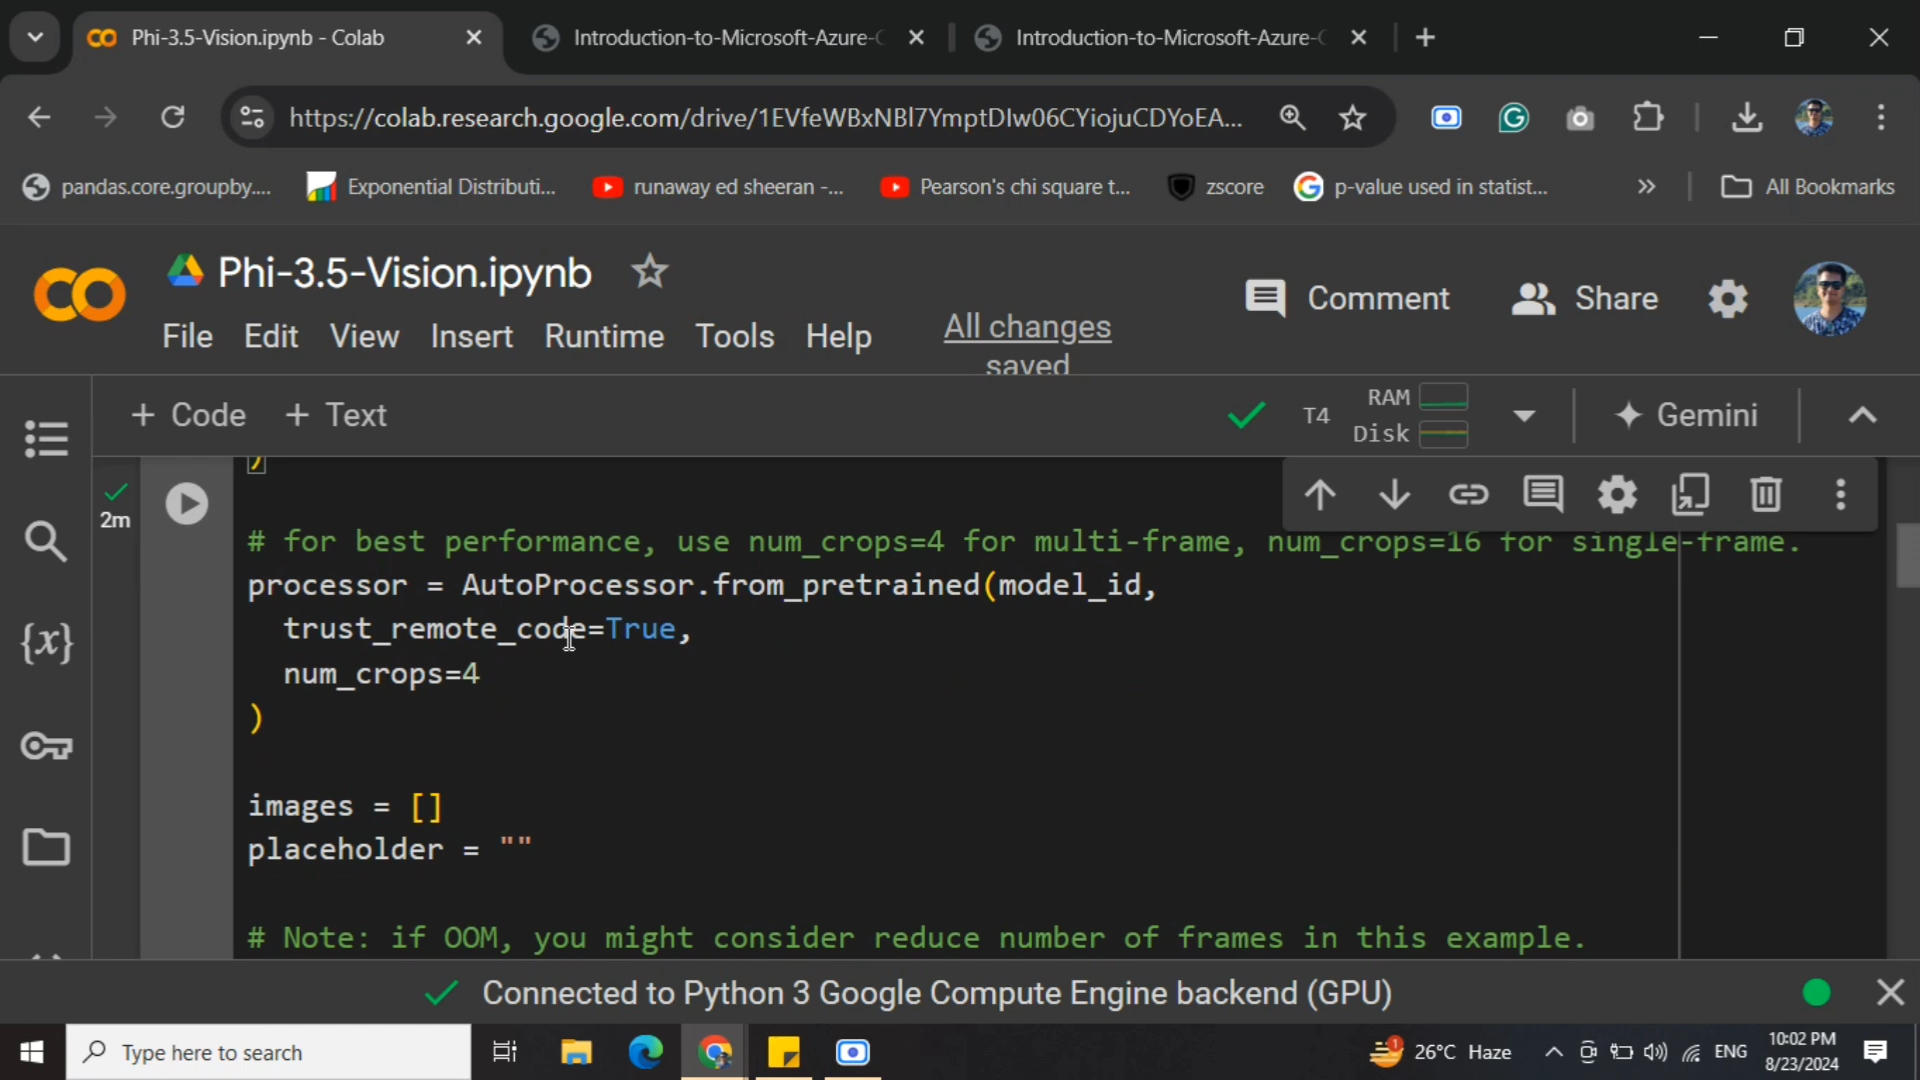 Phi-3.5-Vision.ipynb - Colab
Introduction-to-Microsoft-Azure-C
Introduction-to-Microsoft-Azure-C
https://colab.research.google.com/drive/1EVfeWBxNBl7YmptDIw06CYiojuCDYoEA...
pandas.core.groupby....
Exponential Distributi...
runaway ed sheeran -...
Pearson's chi square t...
zscore
p-value used in statist...
All Bookmarks
Phi-3.5-Vision.ipynb
Comment
Share
File Edit View Insert Runtime Tools Help
All changes
saved
+ Code + Text
T4
RAM
Disk
Gemini
)
2m
# for best performance, use num_crops=4 for multi-frame, num_crops=16 for single-frame.
processor = AutoProcessor.from_pretrained(model_id,
trust_remote_code=True,
num_crops=4
)
images = []
placeholder = ""
# Note: if OOM, you might consider reduce number of frames in this example.
{x}
Connected to Python 3 Google Compute Engine backend (GPU)
Type here to search
1
26°C Haze
ENG
10:02 PM
8/23/2024